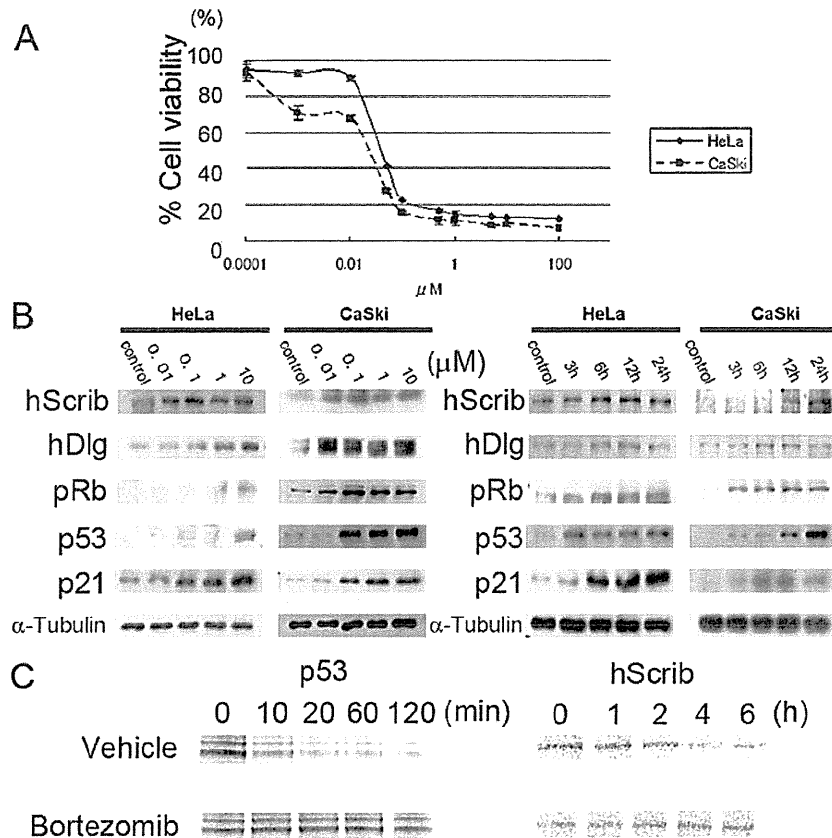 A
(%)
% Cell viability
100
80
60
40
20
0
0.0001
0.01
1
100
μM
HeLa
CaSki
B
HeLa
CaSki
HeLa
CaSki
control
0. 01
0. 1
1
10
control
0. 01
0. 1
1
10
(μM)
control
3h
6h
12h
24h
control
3h
6h
12h
24h
hScrib
hScrib
hDlg
hDlg
pRb
pRb
p53
p53
p21
p21
α-Tubulin
α-Tubulin
C
p53
hScrib
0 10 20 60 120 (min)
0 1 2 4 6 (h)
Vehicle
Bortezomib